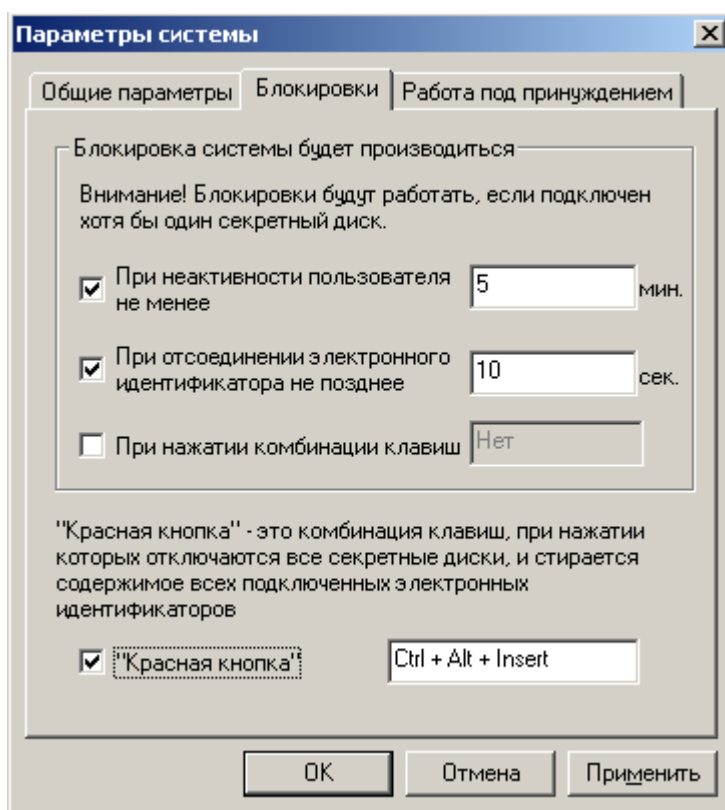 Параметры системы
Общие параметры Блокировки Работа под принуждением
Блокировка системы будет производиться
Внимание! Блокировки будут работать, если подключен
хотя бы один секретный диск.
При неактивности пользователя
не менее
5 мин.
При отсоединении электронного
идентификатора не позднее
10 сек.
При нажатии комбинации клавиш Нет
"Красная кнопка" - это комбинация клавиш, при нажатии
которых отключаются все секретные диски, и стирается
содержимое всех подключенных электронных
идентификаторов
"Красная кнопка" Ctrl + Alt + Insert
OK Отмена Применить